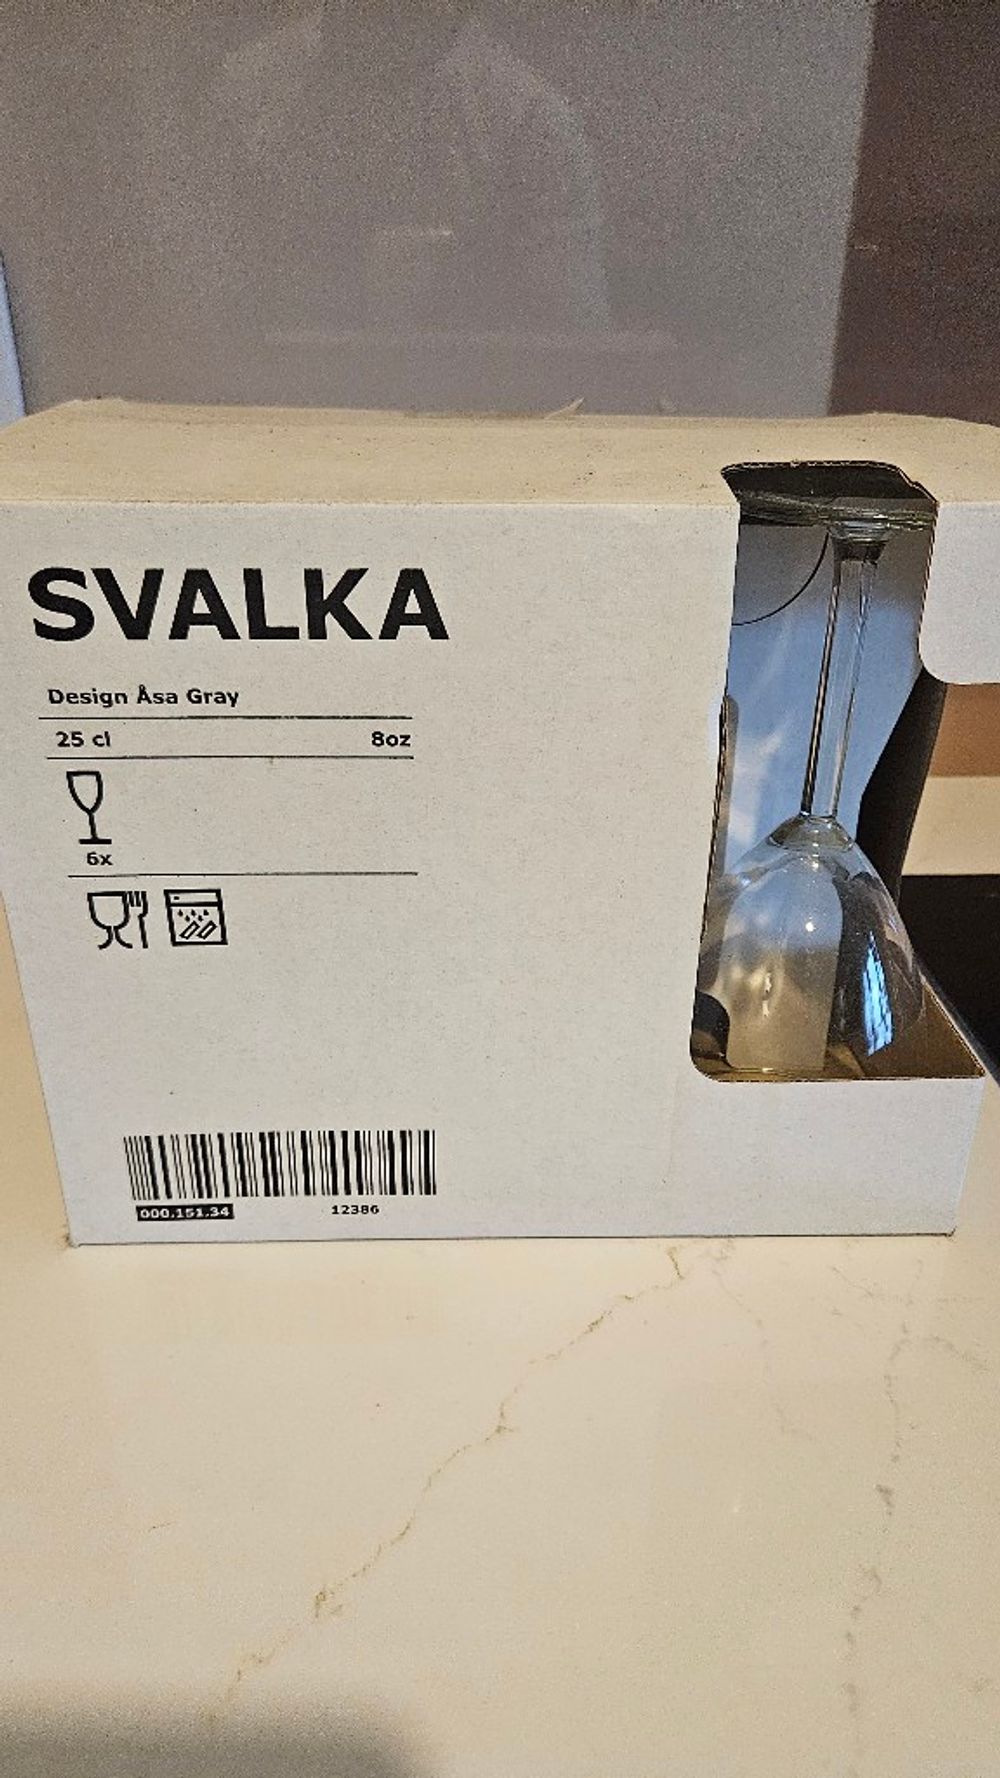 SVALKA
Design Åsa Gray
25 cl 8oz
6x
000.151.34 12386